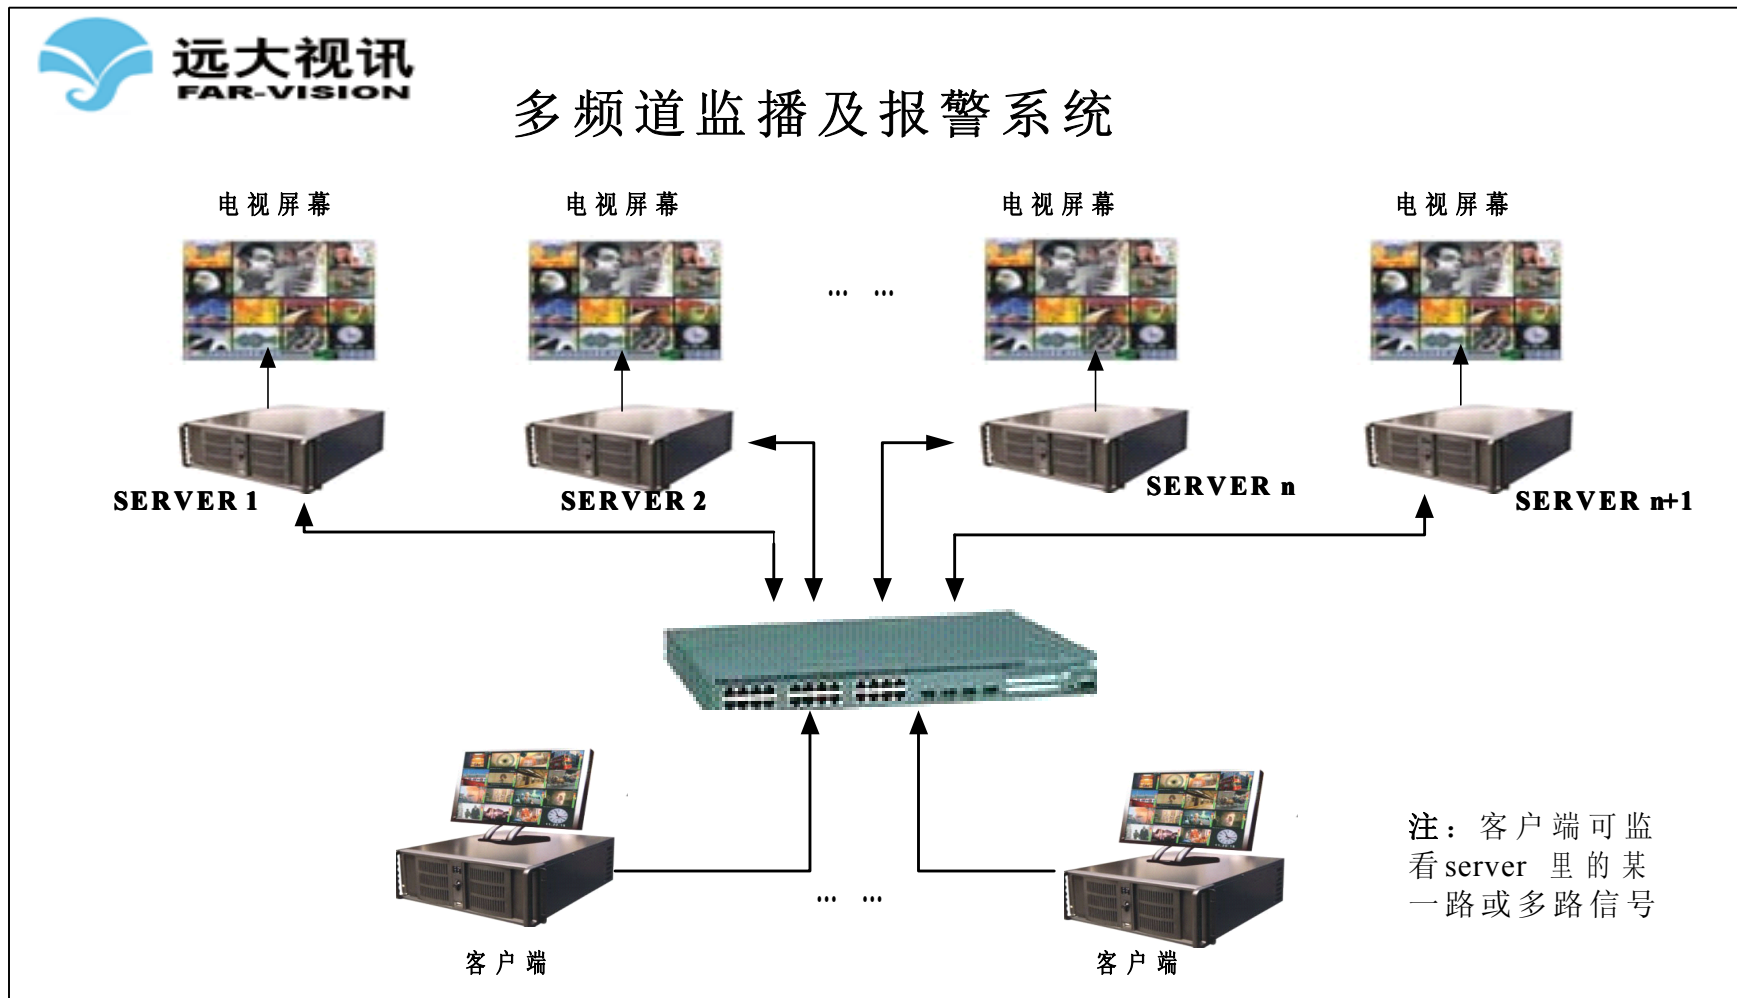 远大视讯
FAR-VISION
多频道监播及报警系统
电视屏幕
电视屏幕
电视屏幕
电视屏幕
... ...
SERVER 1
SERVER 2
SERVER n
SERVER n+1
... ...
客户端
客户端
注：客户端可监
看server 里的某
一路或多路信号